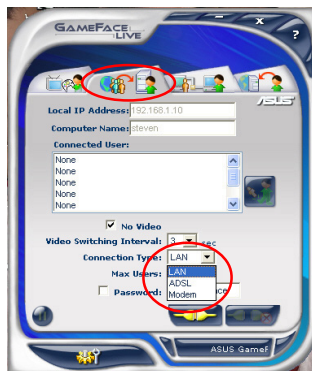 GAMEFACE
LIVE
?
/SUS
Local IP Address: 192.168.1.10
Computer Name: steven
Connected User:
None
None
None
None
None
No Video
Video Switching Interval: 3 sec
Connection Type: LAN
Max Users: LAN
ADSL
Password: Modem
ASUS GameF